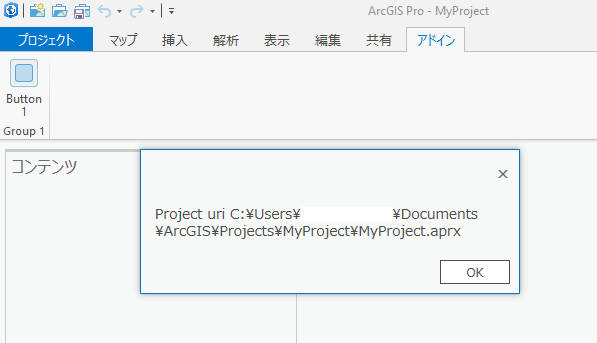 ArcGIS Pro - MyProject
プロジェクト マップ 挿入 解析 表示 編集 共有 アドイン
Button
1
Group 1
コンテンツ
Project uri C:¥Users¥ ¥Documents
¥ArcGIS¥Projects¥MyProject¥MyProject.aprx
OK